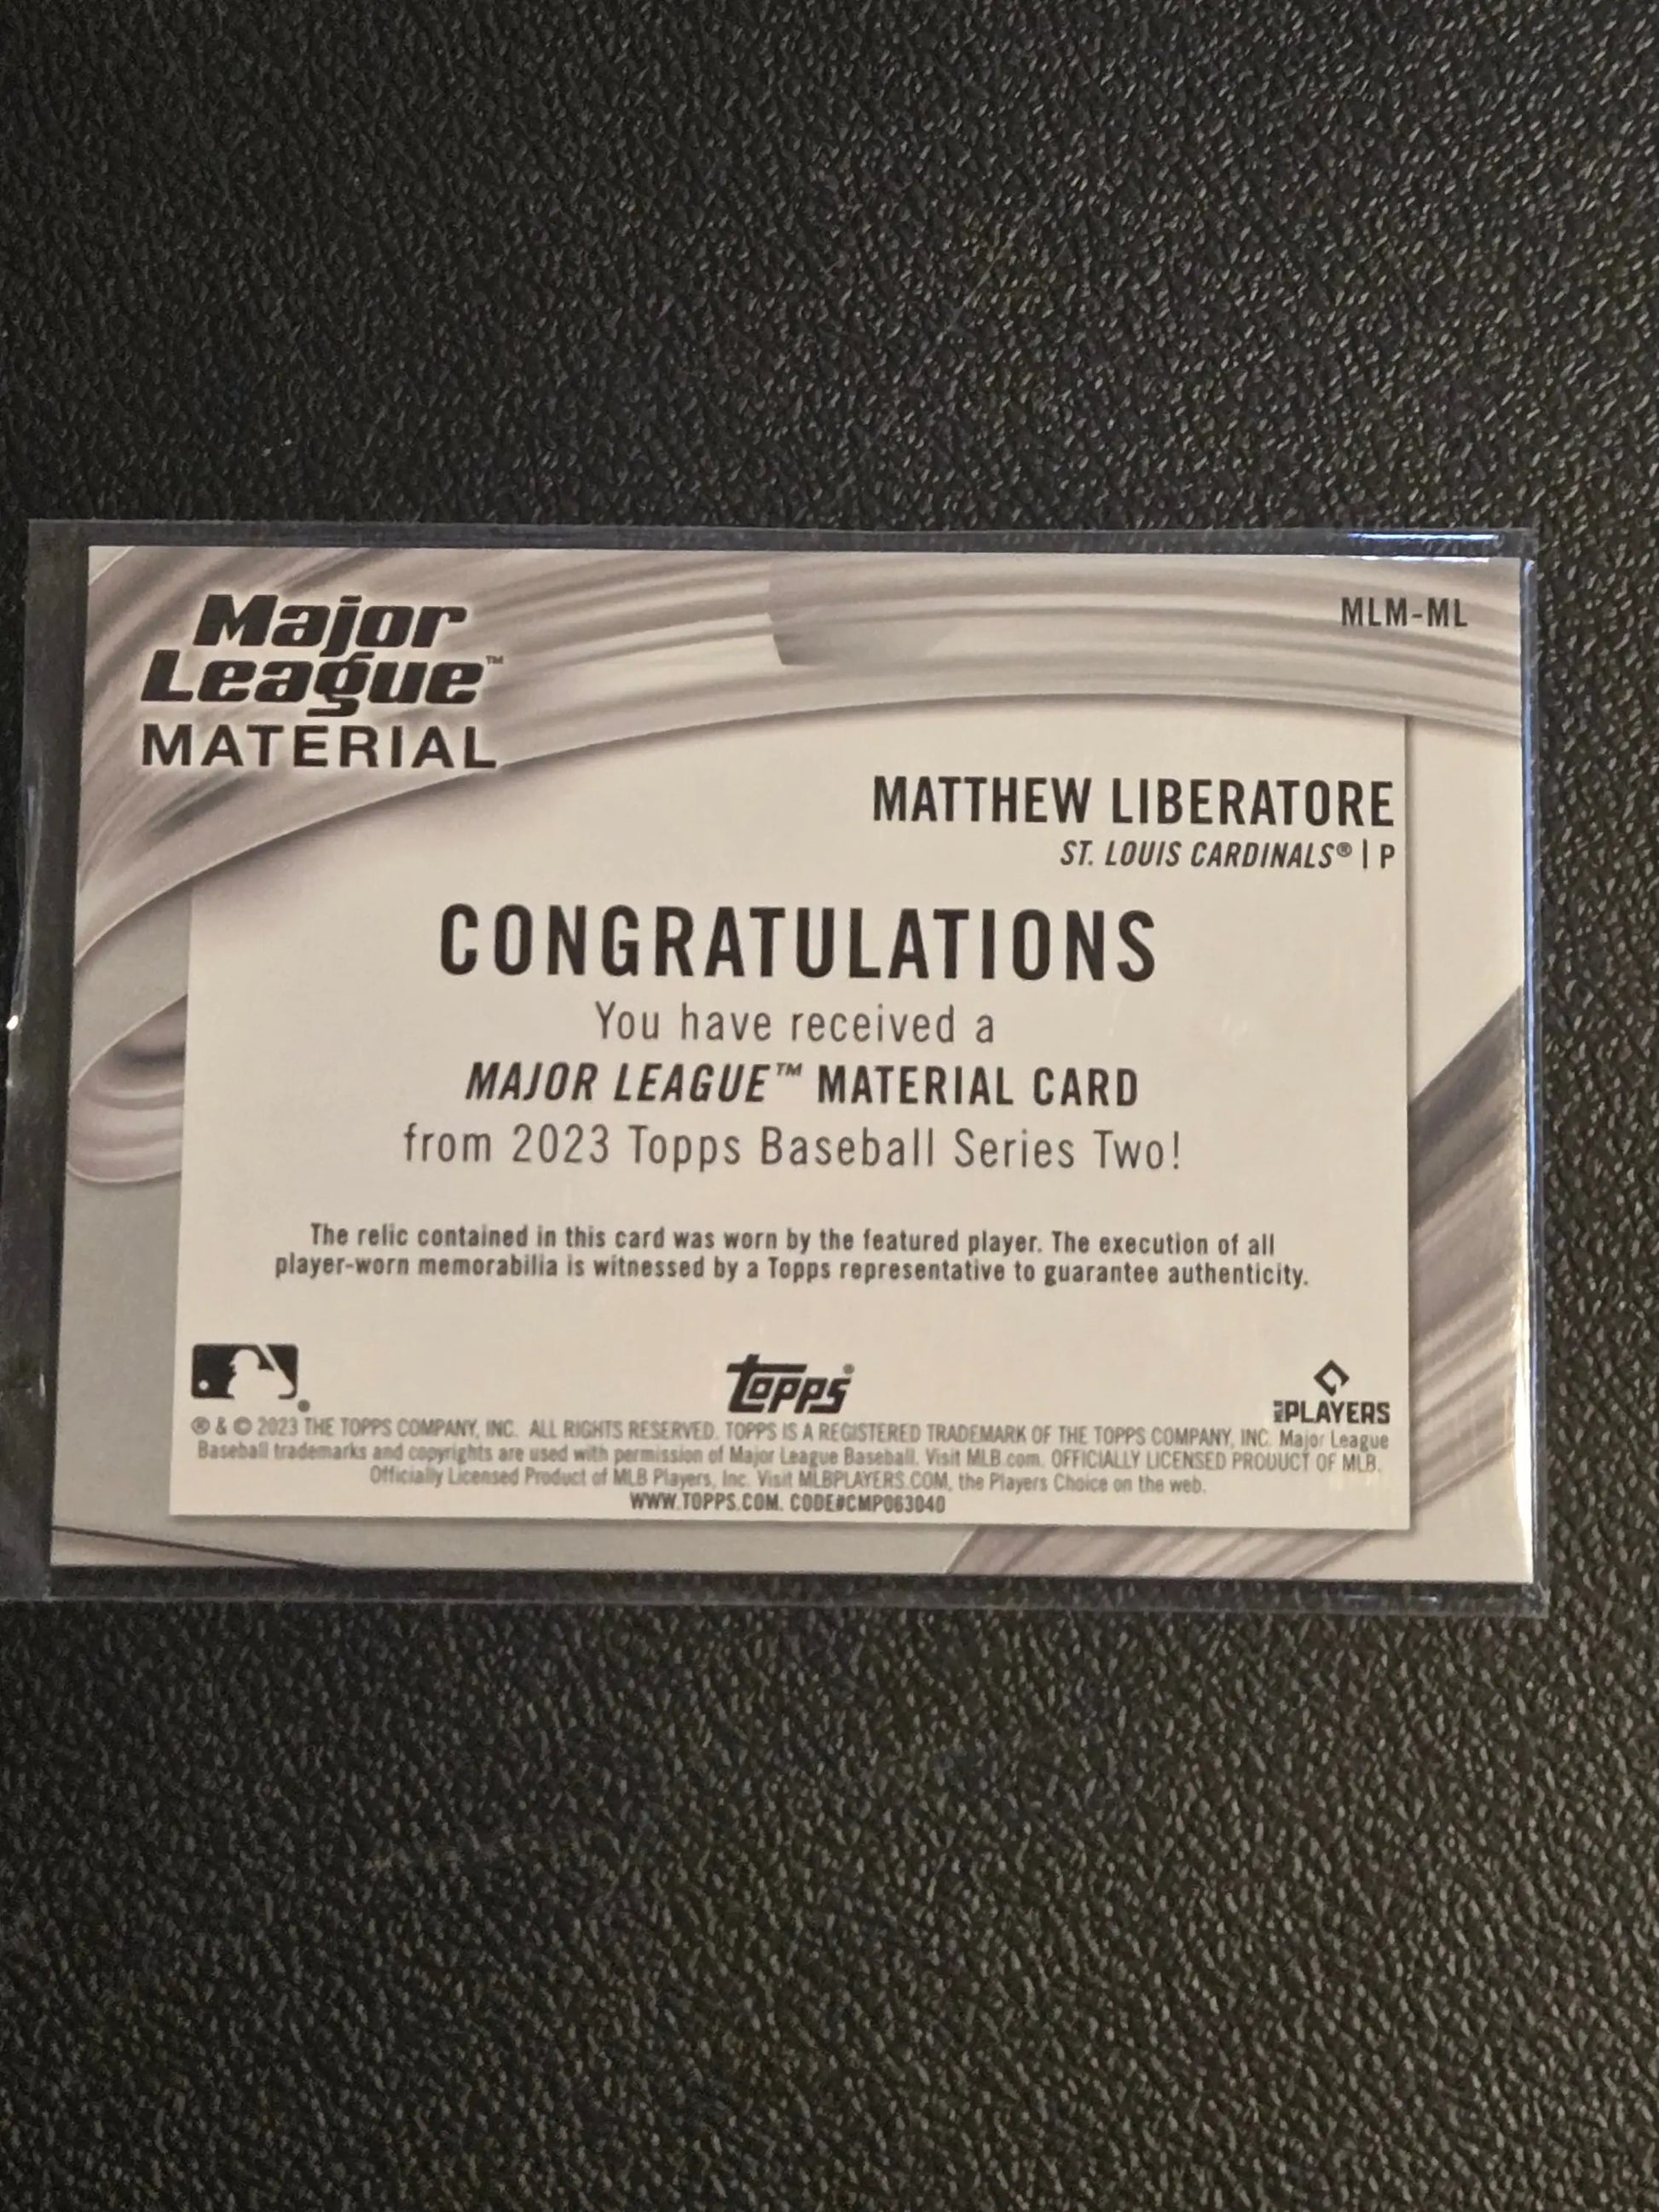 Major
League™
MATERIAL
MLM-ML
MATTHEW LIBERATORE
ST. LOUIS CARDINALS® | P
CONGRATULATIONS
You have received a
MAJOR LEAGUE™ MATERIAL CARD
from 2023 Topps Baseball Series Two!
The relic contained in this card was worn by the featured player. The execution of all
player-worn memorabilia is witnessed by a Topps representative to guarantee authenticity.
topps
MLB PLAYERS
® & © 2023 THE TOPPS COMPANY, INC. ALL RIGHTS RESERVED. TOPPS IS A REGISTERED TRADEMARK OF THE TOPPS COMPANY, INC. Major League
Baseball trademarks and copyrights are used with permission of Major League Baseball. Visit MLB.com. OFFICIALLY LICENSED PRODUCT OF MLB.
Officially Licensed Product of MLB Players, Inc. Visit MLBPLAYERS.COM, the Players Choice on the web.
WWW.TOPPS.COM. CODE#CMP063040